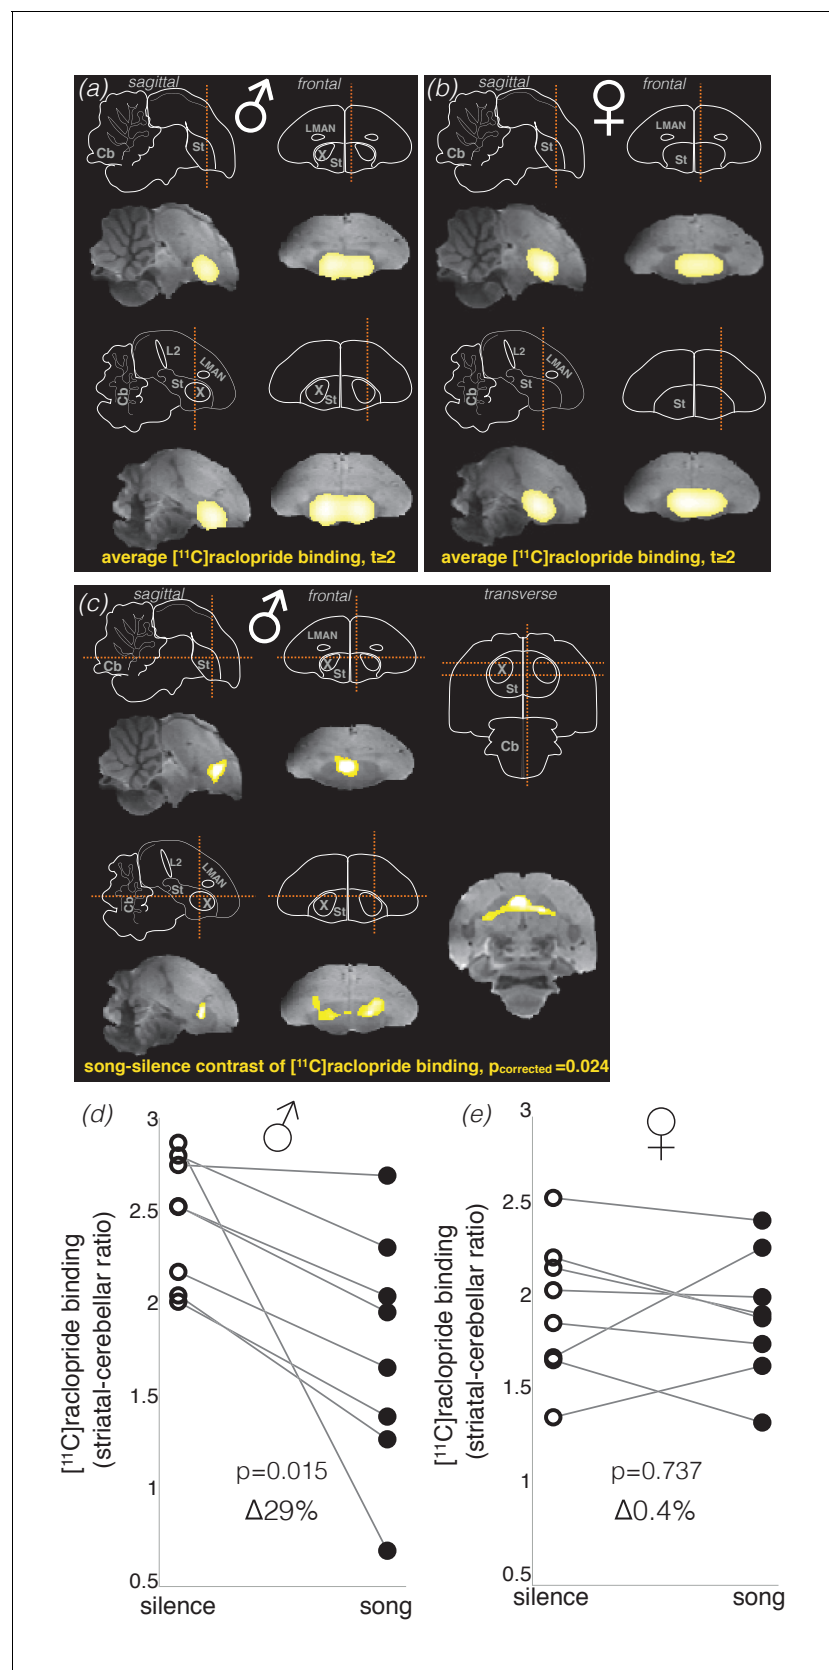 (a) sagittal ♂ frontal
LMAN
Cb St X St
L2 LMAN
Cb St X X St
average [¹¹C]raclopride binding, t≥2
(b) sagittal ♀ frontal
LMAN
Cb St St
L2 LMAN
Cb St St
average [¹¹C]raclopride binding, t≥2
(c) sagittal ♂ frontal transverse
LMAN
Cb St X St
X St
Cb
L2 LMAN
Cb St X X St
song-silence contrast of [¹¹C]raclopride binding, pcorrected =0.024
(d) ♂
[¹¹C]raclopride binding
(striatal-cerebellar ratio)
3
2.5
2
1.5
1
0.5
p=0.015
Δ29%
silence song
(e) ♀
[¹¹C]raclopride binding
(striatal-cerebellar ratio)
3
2.5
2
1.5
1
0.5
p=0.737
Δ0.4%
silence song